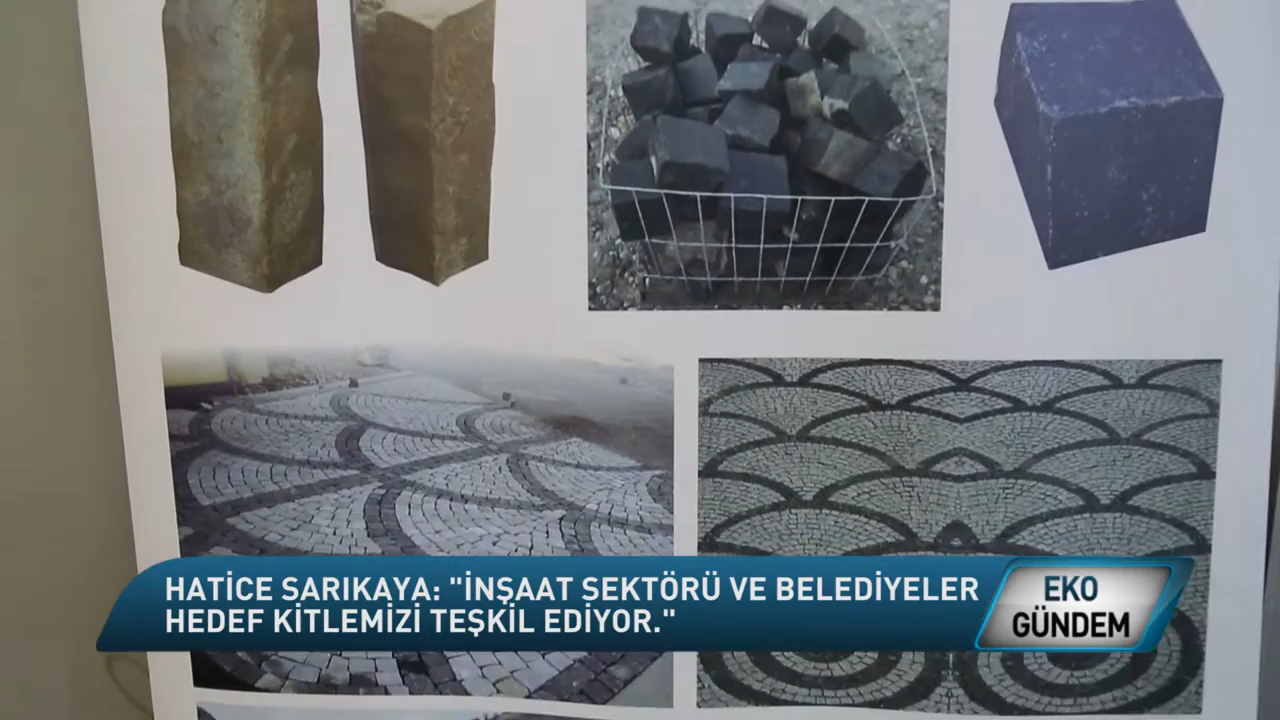 HATİCE SARIKAYA: "İNŞAAT SEKTÖRÜ VE BELEDİYELER
HEDEF KİTLEMİZİ TEŞKİL EDİYOR."
EKO
GÜNDEM